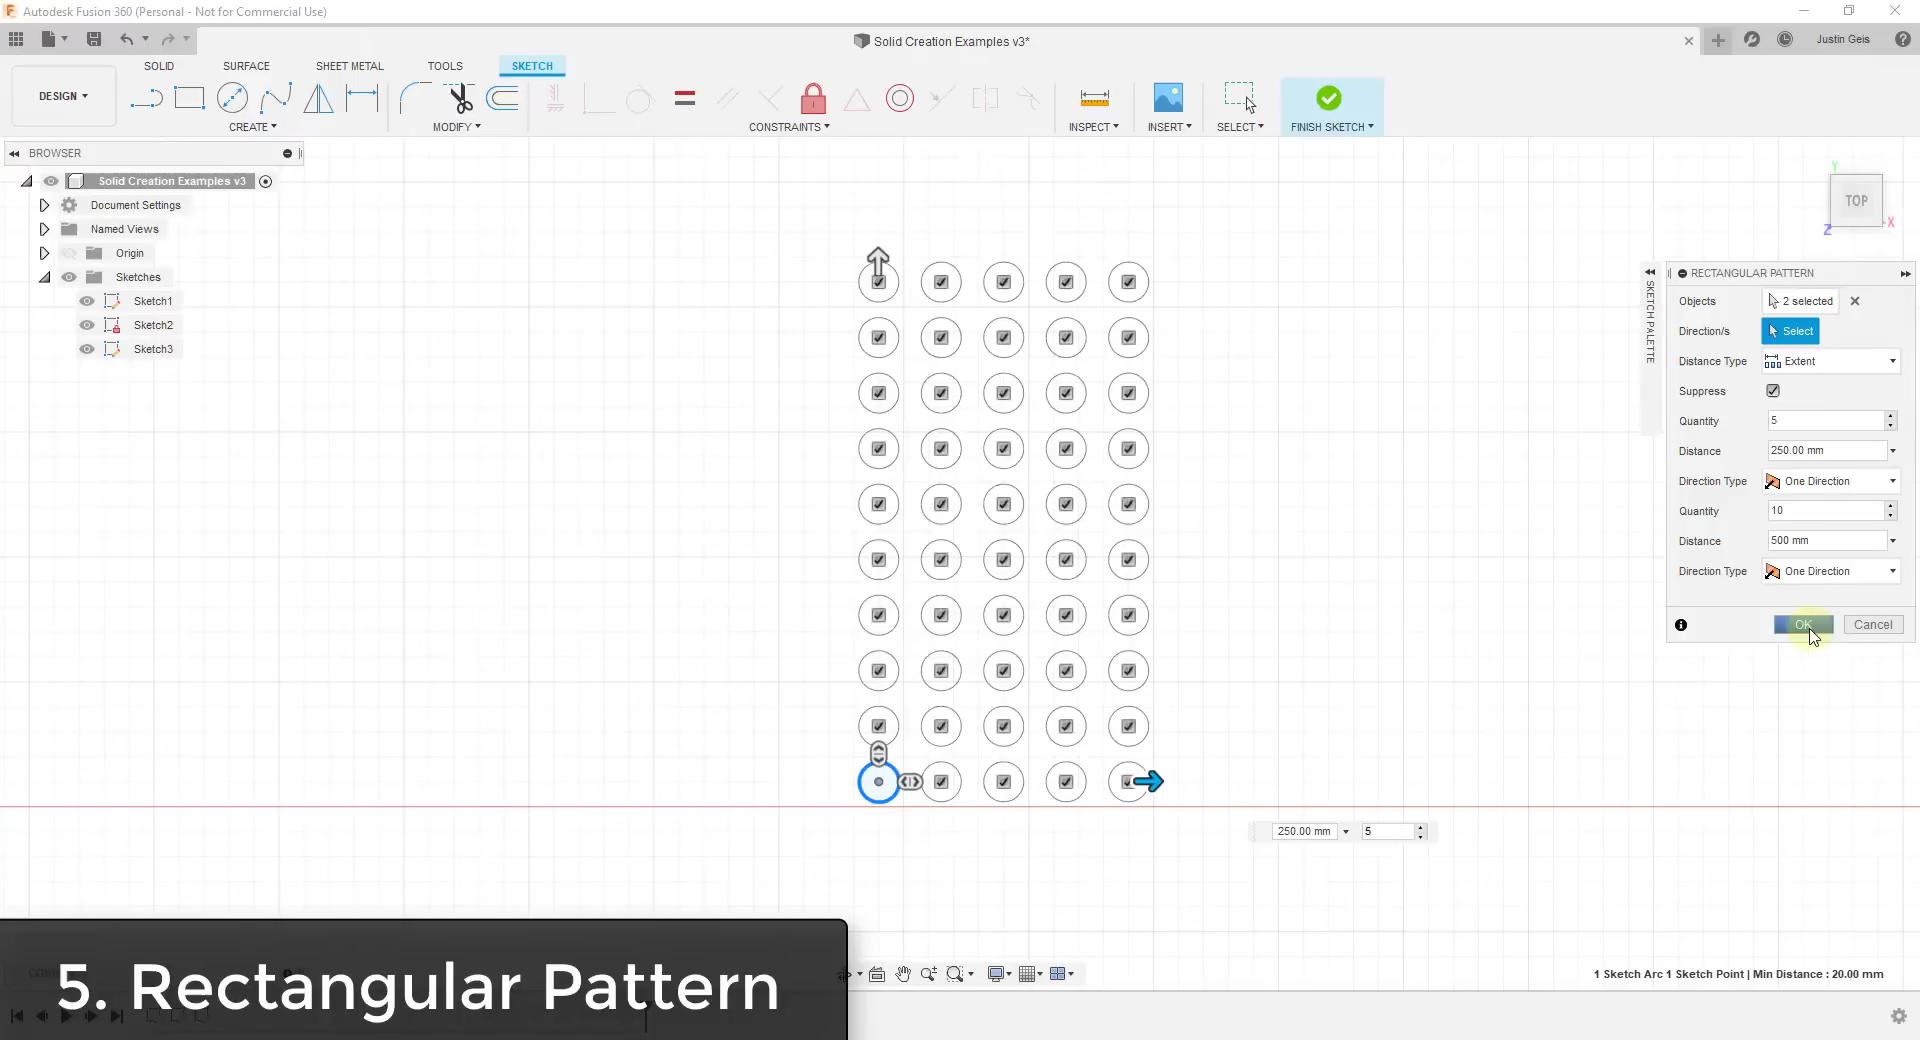 Autodesk Fusion 360 (Personal - Not for Commercial Use)
Solid Creation Examples v3*
Justin Geis
SOLID SURFACE SHEET METAL TOOLS SKETCH
DESIGN
CREATE MODIFY CONSTRAINTS INSPECT INSERT SELECT FINISH SKETCH
BROWSER
Solid Creation Examples v3
Document Settings
Named Views
Origin
Sketches
Sketch1
Sketch2
Sketch3
Y
TOP
X
Z
SKETCH PALETTE
RECTANGULAR PATTERN
Objects 2 selected
Direction/s Select
Distance Type Extent
Suppress
Quantity 5
Distance 250.00 mm
Direction Type One Direction
Quantity 10
Distance 500 mm
Direction Type One Direction
OK Cancel
250.00 mm 5
5. Rectangular Pattern
1 Sketch Arc 1 Sketch Point | Min Distance : 20.00 mm